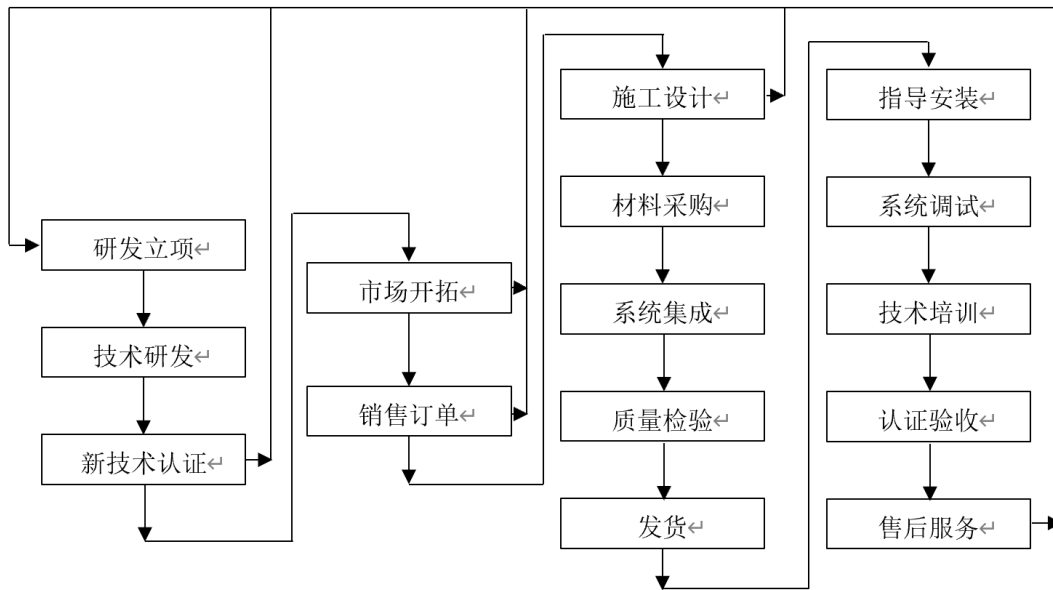 研发立项
技术研发
新技术认证
市场开拓
销售订单
施工设计
材料采购
系统集成
质量检验
发货
指导安装
系统调试
技术培训
认证验收
售后服务